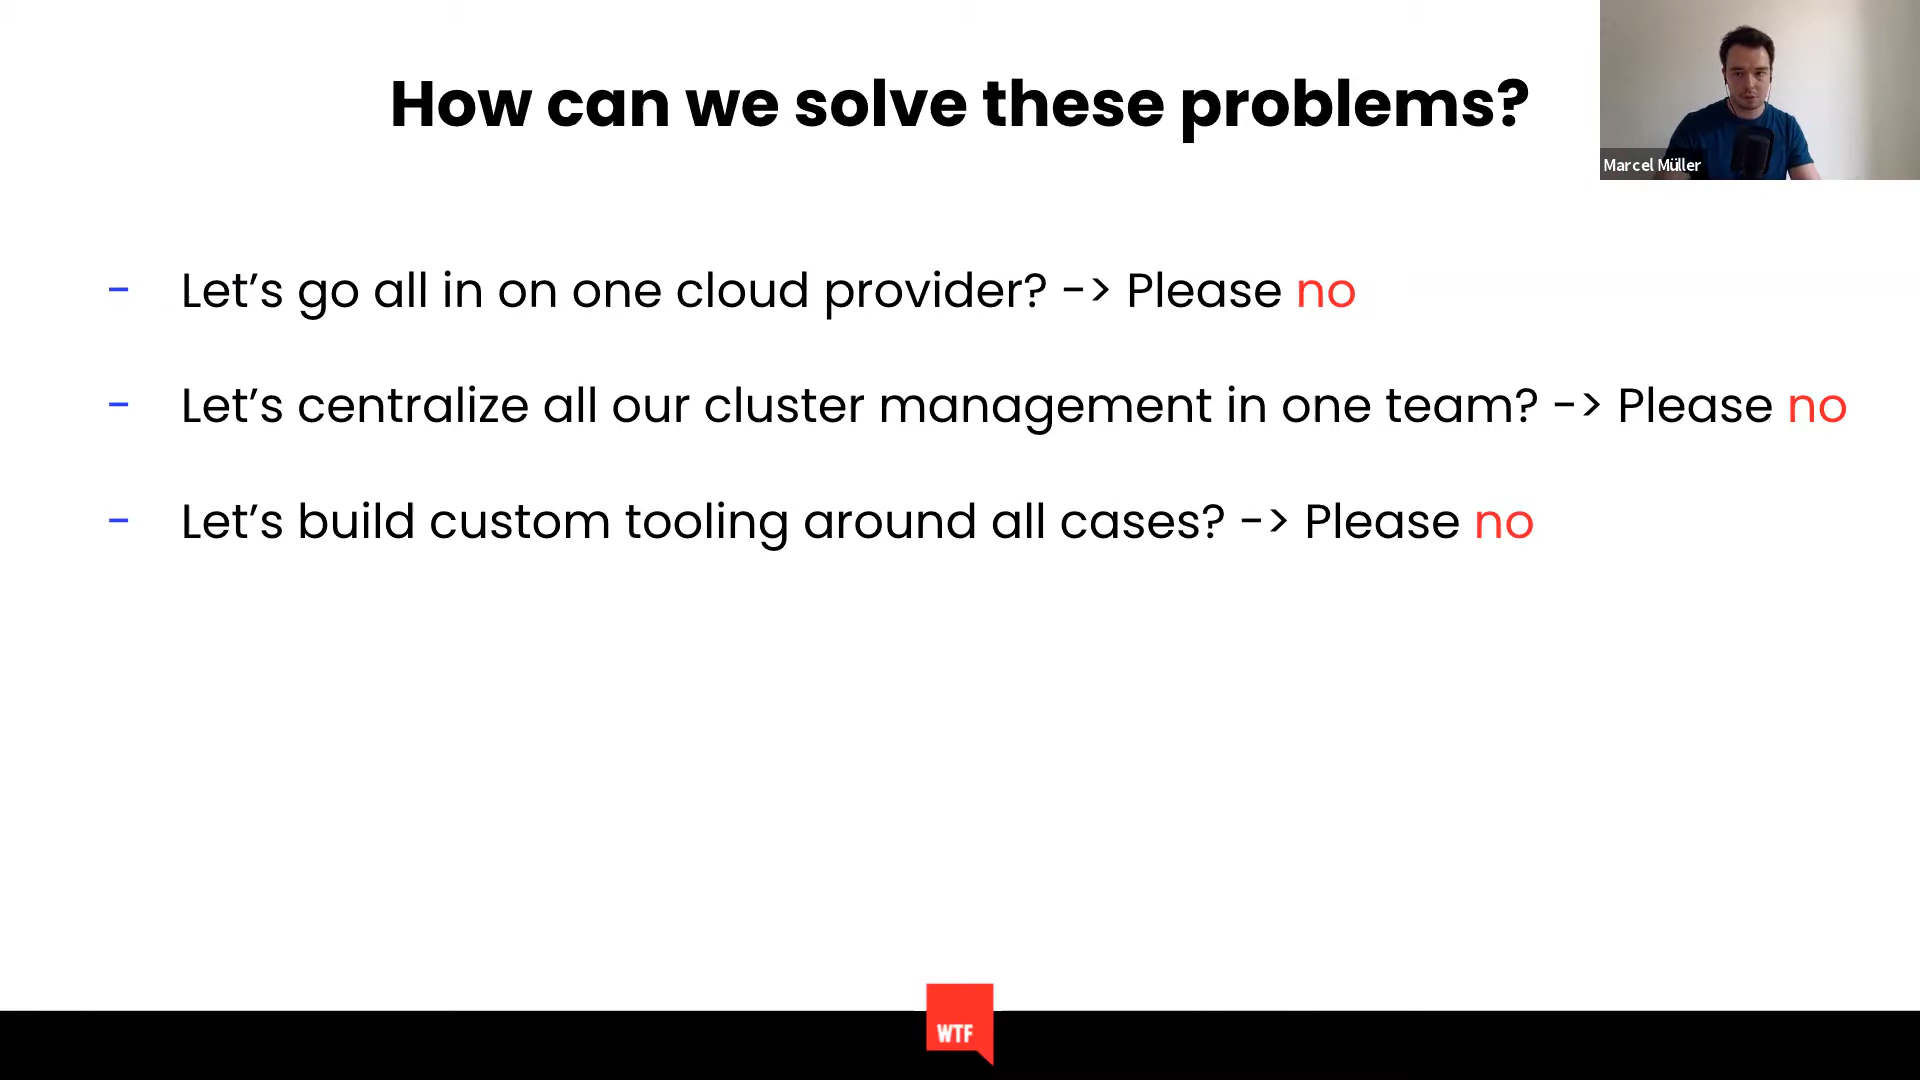 How can we solve these problems?
Marcel Müller
- Let’s go all in on one cloud provider? -> Please no
- Let’s centralize all our cluster management in one team? -> Please no
- Let’s build custom tooling around all cases? -> Please no
WTF